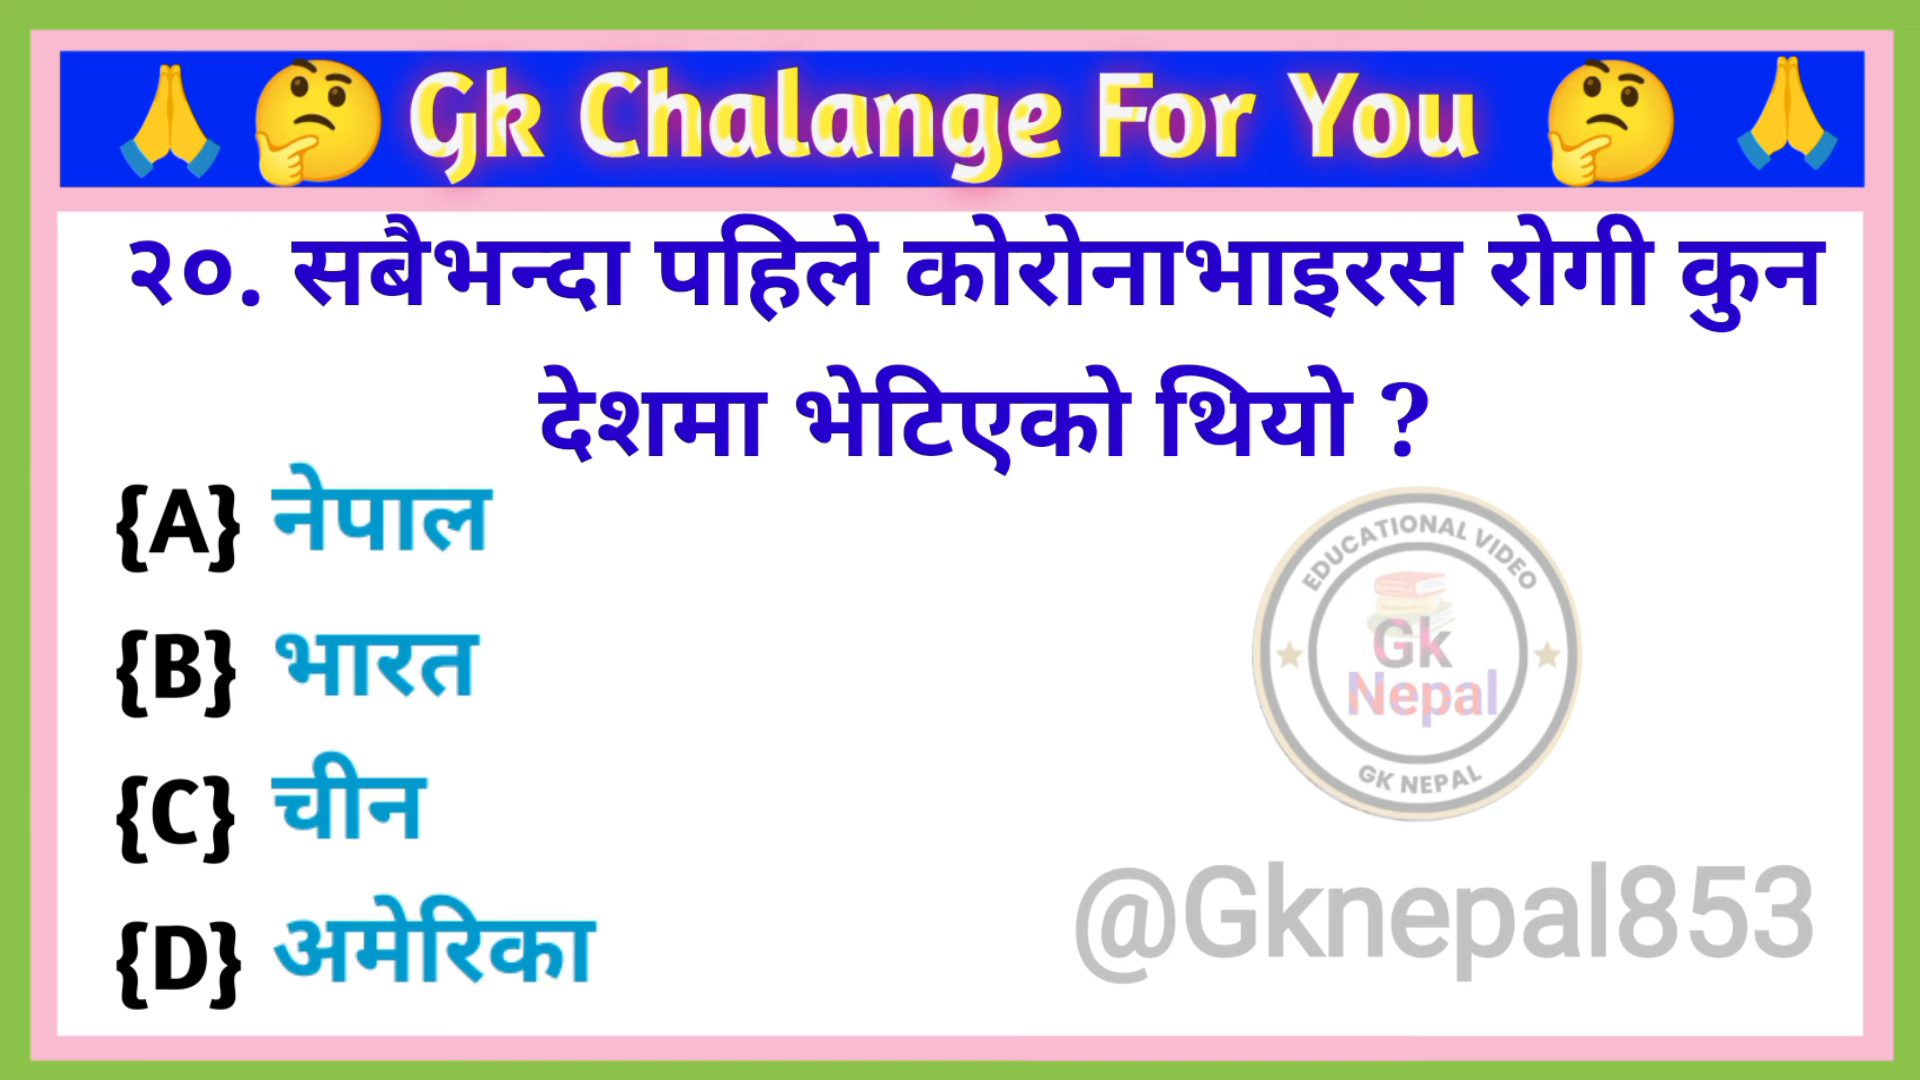 Gk Chalange For You
२०. सबैभन्दा पहिले कोरोनाभाइरस रोगी कुन
देशमा भेटिएको थियो ?
{A} नेपाल
{B} भारत
{C} चीन
{D} अमेरिका
EDUCATIONAL VIDEO
Gk
Nepal
GK NEPAL
@Gknepal853